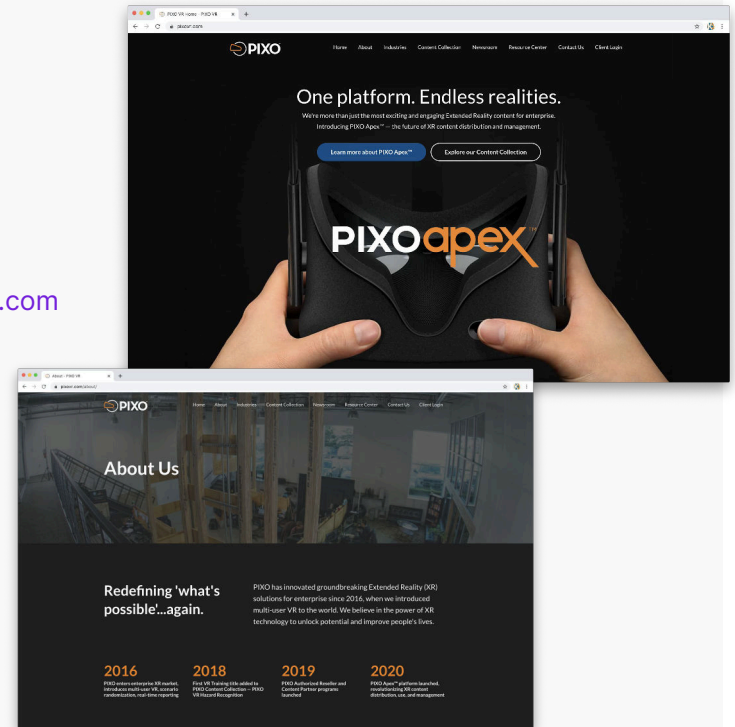 PIXO VR Home - PIXO VR
pixovr.com
PIXO
Home About Industries Content Collection Newsroom Resource Center Contact Us Client Login
One platform. Endless realities.
We're more than just the most exciting and engaging Extended Reality content for enterprise.
Introducing PIXO Apex™ — the future of XR content distribution and management.
Learn more about PIXO Apex™ Explore our Content Collection
PIXO apex™
.com
About - PIXO VR
pixovr.com/about/
PIXO
Home About Industries Content Collection Newsroom Resource Center Contact Us Client Login
About Us
Redefining 'what's
possible'...again.
PIXO has innovated groundbreaking Extended Reality (XR)
solutions for enterprise since 2016, when we introduced
multi-user VR to the world. We believe in the power of XR
technology to unlock potential and improve people's lives.
2016
PIXO enters enterprise XR market,
introduces multi-user VR, scenario
randomization, real-time reporting
2018
First VR Training title added to
PIXO Content Collection — PIXO
VR Hazard Recognition
2019
PIXO Authorized Reseller and
Content Partner programs
launched
2020
PIXO Apex™ platform launched,
revolutionizing XR content
distribution, use, and management